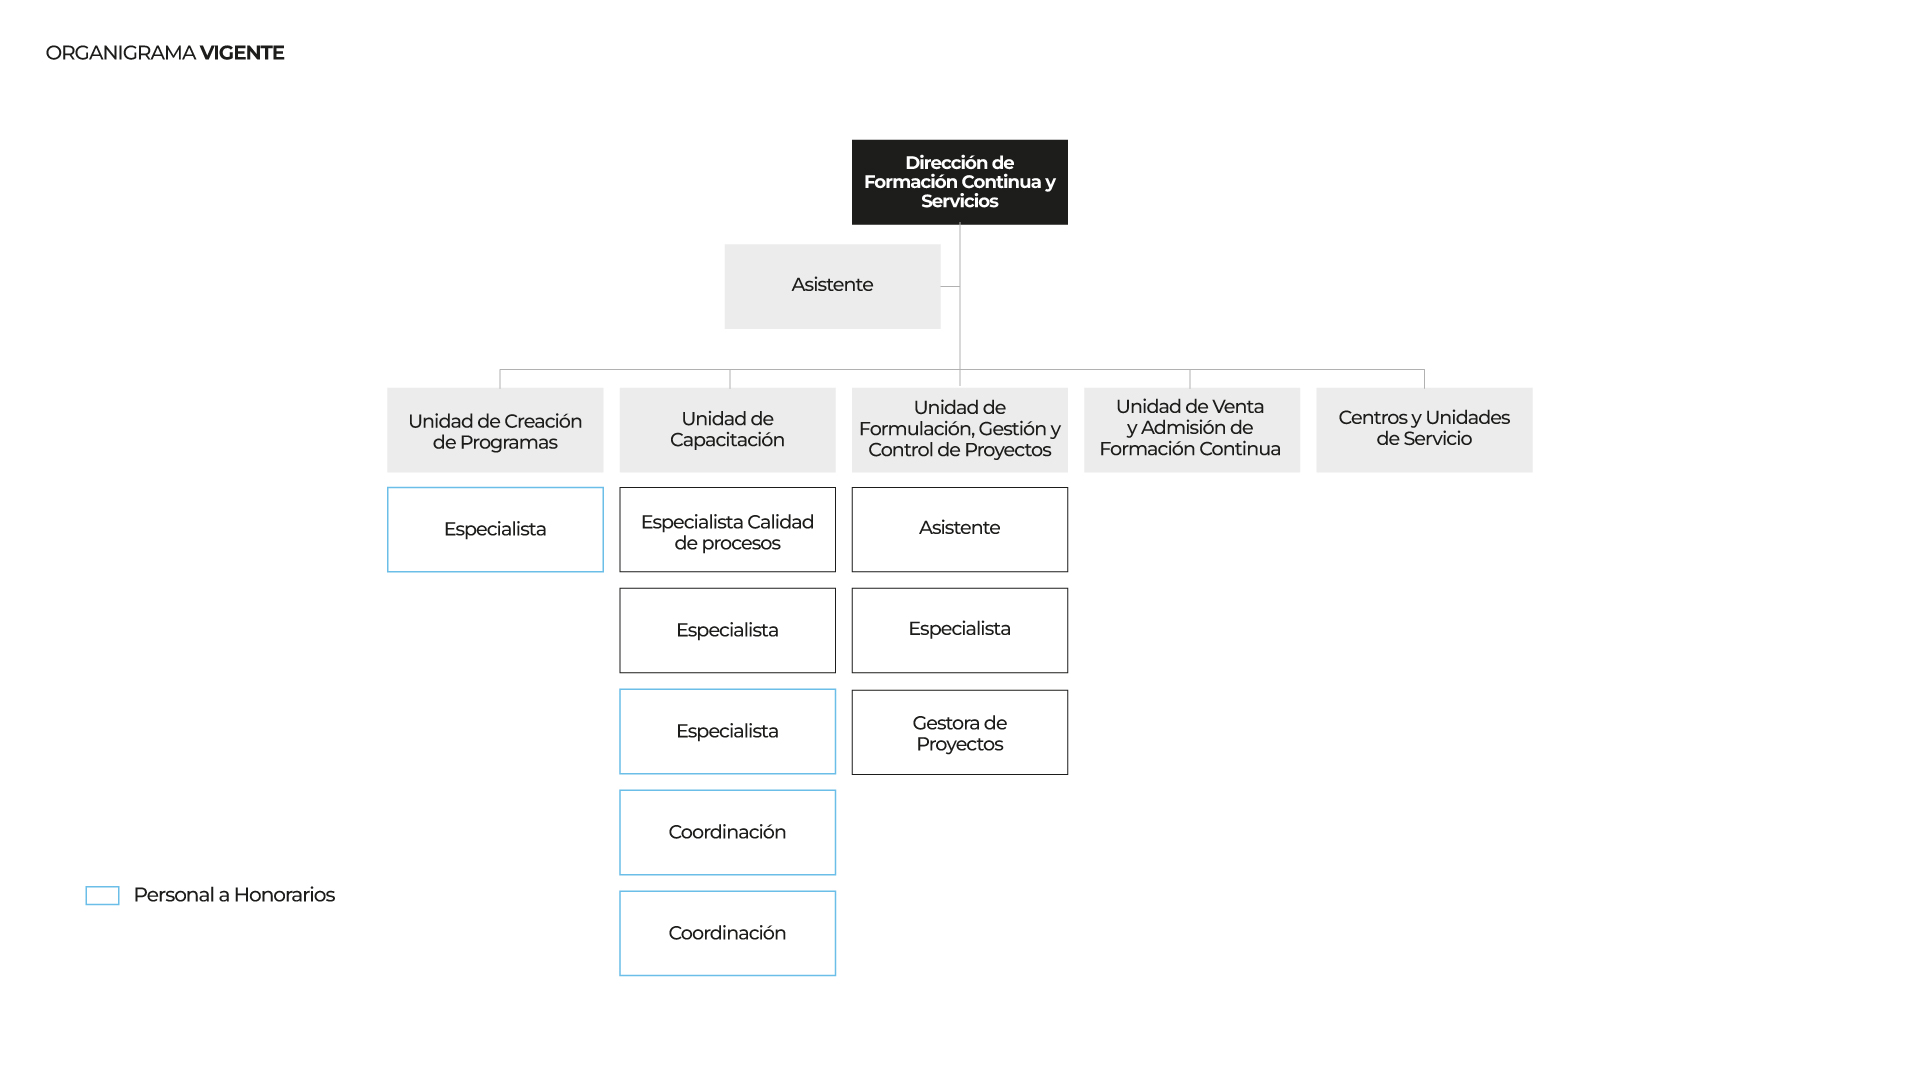 ORGANIGRAMA VIGENTE
Dirección de
Formación Continua y
Servicios
Asistente
Unidad de Creación
de Programas
Unidad de
Capacitación
Unidad de
Formulación, Gestión y
Control de Proyectos
Unidad de Venta
y Admisión de
Formación Continua
Centros y Unidades
de Servicio
Especialista
Especialista Calidad
de procesos
Asistente
Especialista
Especialista
Especialista
Gestora de
Proyectos
Coordinación
Coordinación
Personal a Honorarios